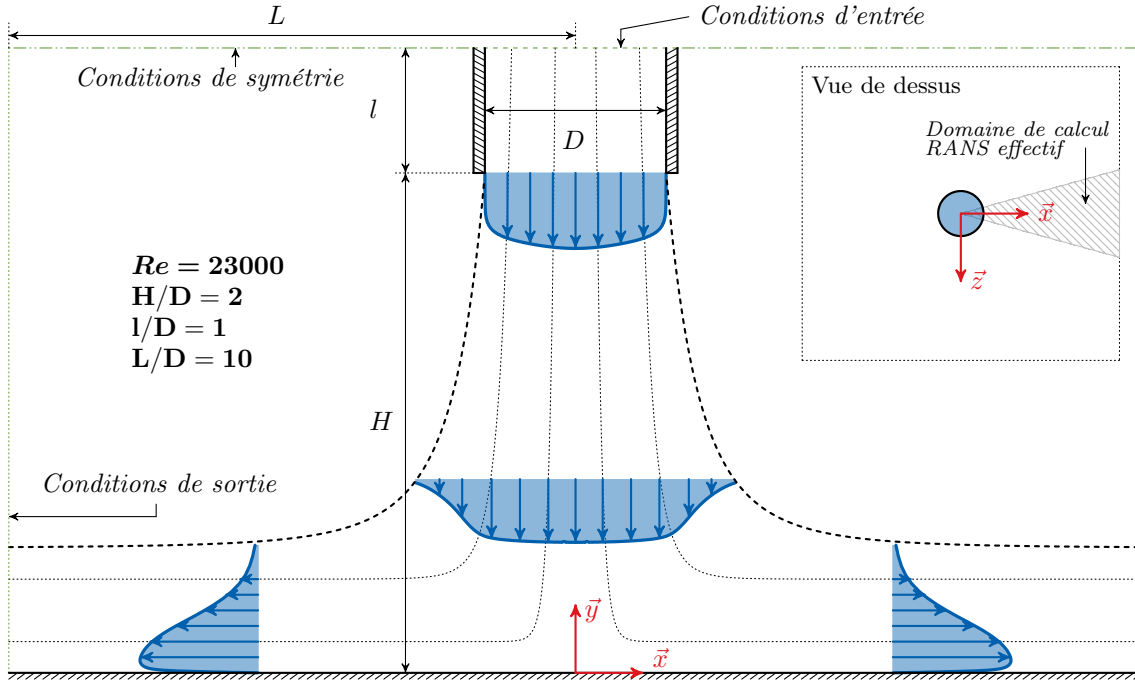 L
Conditions d'entrée
Conditions de symétrie
l
D
Vue de dessus
Domaine de calcul
RANS effectif
x⃗
z⃗
Re = 23000
H/D = 2
l/D = 1
L/D = 10
H
Conditions de sortie
y⃗
x⃗